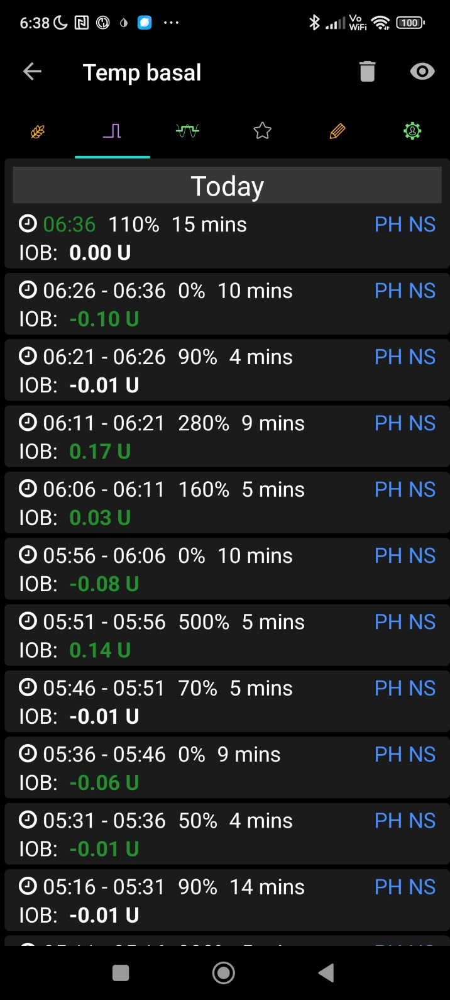 6:38 Vo WiFi 100
Temp basal
Today
06:36 110% 15 mins PH NS
IOB: 0.00 U
06:26 - 06:36 0% 10 mins PH NS
IOB: -0.10 U
06:21 - 06:26 90% 4 mins PH NS
IOB: -0.01 U
06:11 - 06:21 280% 9 mins PH NS
IOB: 0.17 U
06:06 - 06:11 160% 5 mins PH NS
IOB: 0.03 U
05:56 - 06:06 0% 10 mins PH NS
IOB: -0.08 U
05:51 - 05:56 500% 5 mins PH NS
IOB: 0.14 U
05:46 - 05:51 70% 5 mins PH NS
IOB: -0.01 U
05:36 - 05:46 0% 9 mins PH NS
IOB: -0.06 U
05:31 - 05:36 50% 4 mins PH NS
IOB: -0.01 U
05:16 - 05:31 90% 14 mins PH NS
IOB: -0.01 U